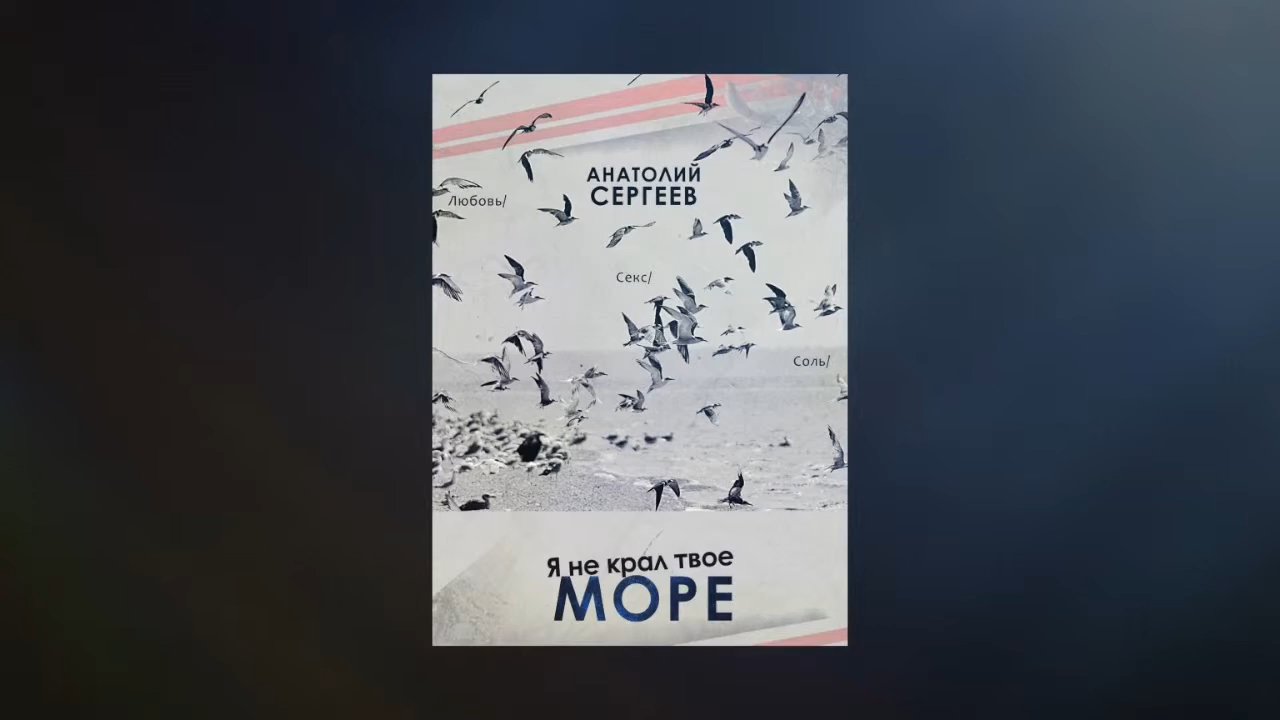 АНАТОЛИЙ
СЕРГЕЕВ
Любовь/
Секс/
Соль/
Я не крал твое
МОРЕ